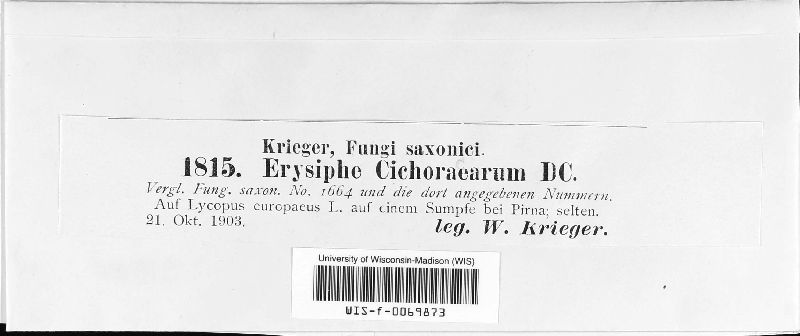 Krieger, Fungi saxonici.
1815. Erysiphe Cichoracarum DC.
Vergl. Fung. saxon. No. 1664 und die dort angegebenen Nummern.
Auf Lycopus europaeus L. auf einem Sumpfe bei Pirna; selten.
21. Okt. 1903.
leg. W. Krieger.
University of Wisconsin-Madison (WIS)
WIS-f-0069873